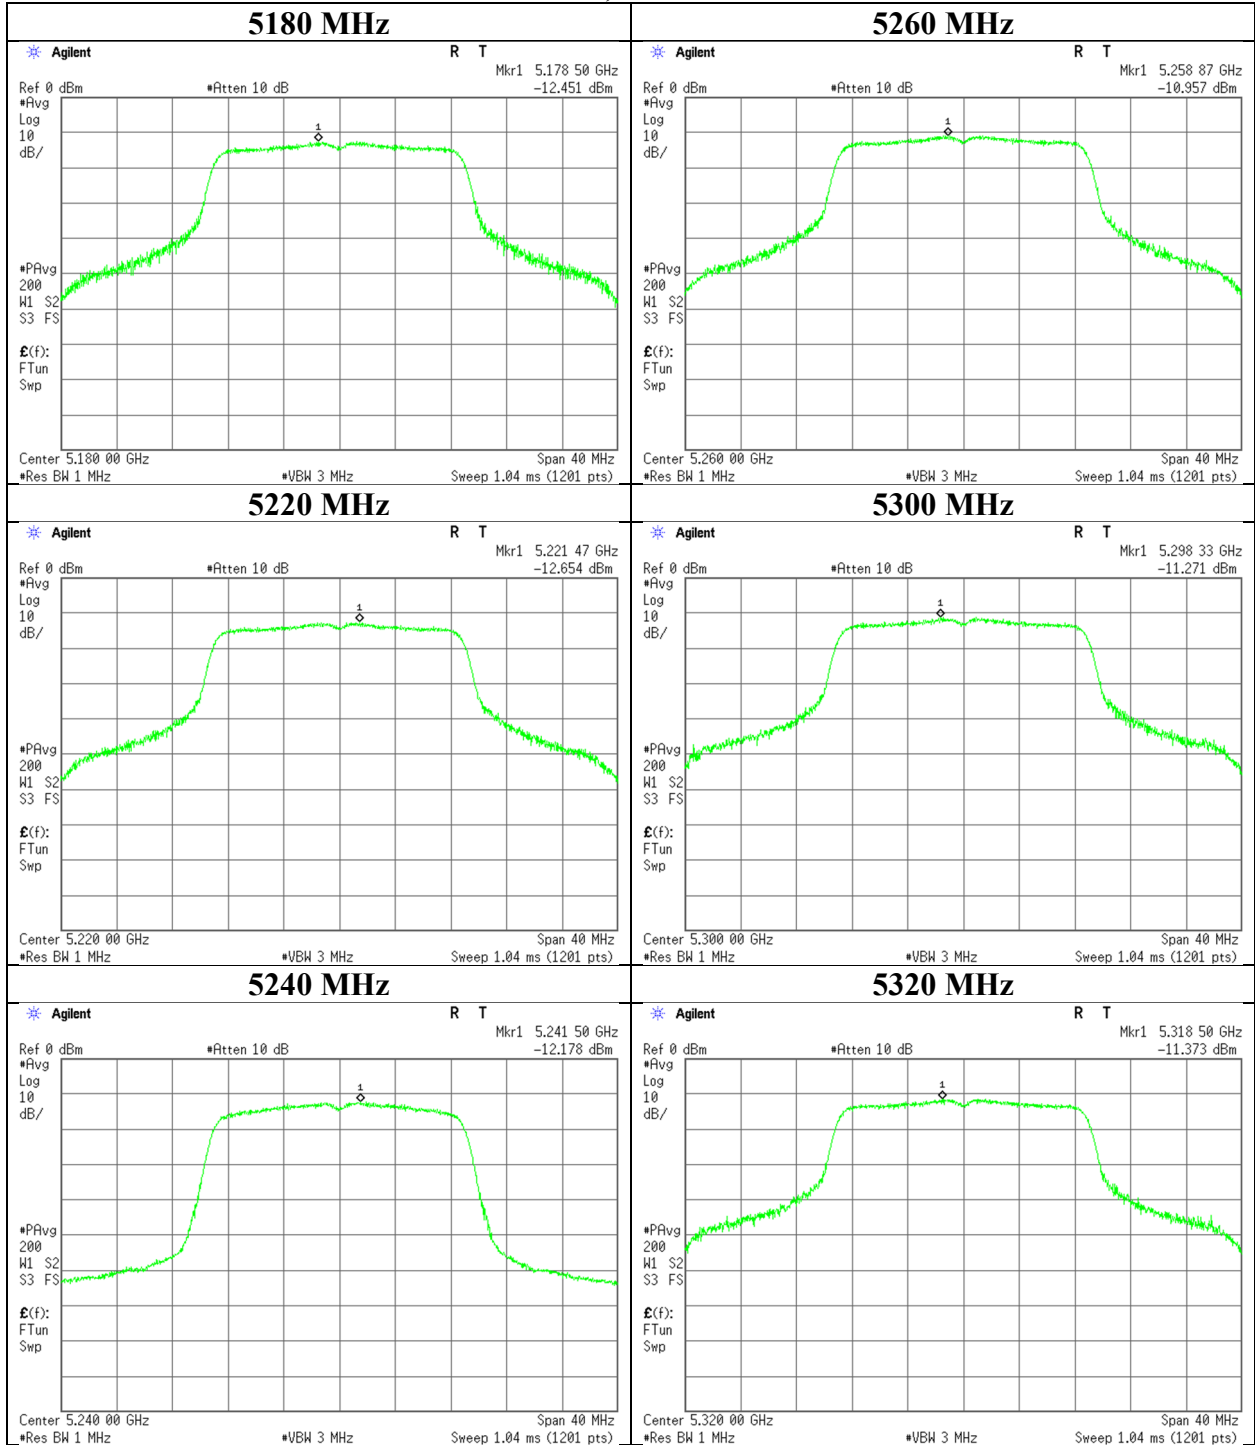 5180 MHz
Agilent R T
Mkr1 5.178 50 GHz
Ref 0 dBm #Atten 10 dB -12.451 dBm
#Avg
Log
10
dB/
1
#PAvg
200
W1 S2
S3 FS
£(f):
FTun
Swp
Center 5.180 00 GHz Span 40 MHz
#Res BW 1 MHz #VBW 3 MHz Sweep 1.04 ms (1201 pts)
5260 MHz
Agilent R T
Mkr1 5.258 87 GHz
Ref 0 dBm #Atten 10 dB -10.957 dBm
#Avg
Log
10
dB/
1
#PAvg
200
W1 S2
S3 FS
£(f):
FTun
Swp
Center 5.260 00 GHz Span 40 MHz
#Res BW 1 MHz #VBW 3 MHz Sweep 1.04 ms (1201 pts)
5220 MHz
Agilent R T
Mkr1 5.221 47 GHz
Ref 0 dBm #Atten 10 dB -12.654 dBm
#Avg
Log
10
dB/
1
#PAvg
200
W1 S2
S3 FS
£(f):
FTun
Swp
Center 5.220 00 GHz Span 40 MHz
#Res BW 1 MHz #VBW 3 MHz Sweep 1.04 ms (1201 pts)
5300 MHz
Agilent R T
Mkr1 5.298 33 GHz
Ref 0 dBm #Atten 10 dB -11.271 dBm
#Avg
Log
10
dB/
1
#PAvg
200
W1 S2
S3 FS
£(f):
FTun
Swp
Center 5.300 00 GHz Span 40 MHz
#Res BW 1 MHz #VBW 3 MHz Sweep 1.04 ms (1201 pts)
5240 MHz
Agilent R T
Mkr1 5.241 50 GHz
Ref 0 dBm #Atten 10 dB -12.178 dBm
#Avg
Log
10
dB/
1
#PAvg
200
W1 S2
S3 FS
£(f):
FTun
Swp
Center 5.240 00 GHz Span 40 MHz
#Res BW 1 MHz #VBW 3 MHz Sweep 1.04 ms (1201 pts)
5320 MHz
Agilent R T
Mkr1 5.318 50 GHz
Ref 0 dBm #Atten 10 dB -11.373 dBm
#Avg
Log
10
dB/
1
#PAvg
200
W1 S2
S3 FS
£(f):
FTun
Swp
Center 5.320 00 GHz Span 40 MHz
#Res BW 1 MHz #VBW 3 MHz Sweep 1.04 ms (1201 pts)